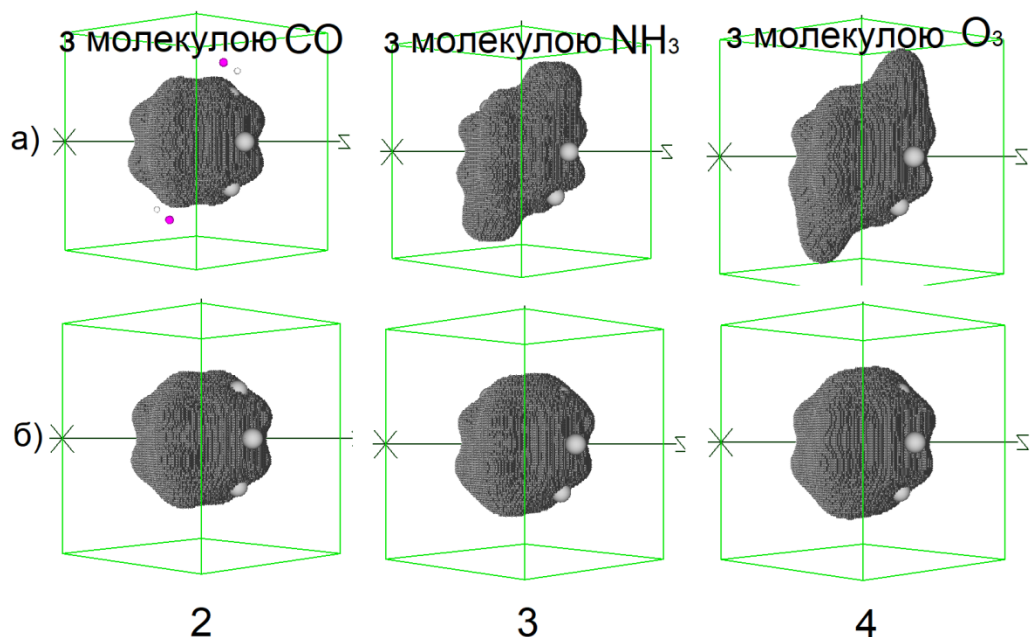 з молекулою CO
з молекулою NH₃
з молекулою O₃
а)
Z
Z
Z
б)
Z
Z
2
3
4